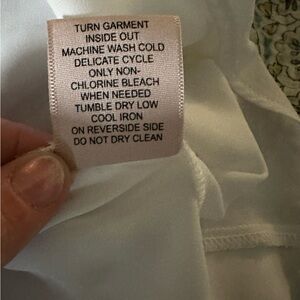 TURN GARMENT
INSIDE OUT
MACHINE WASH COLD
DELICATE CYCLE
ONLY NON-
CHLORINE BLEACH
WHEN NEEDED
TUMBLE DRY LOW
COOL IRON
ON REVERSIDE SIDE
DO NOT DRY CLEAN